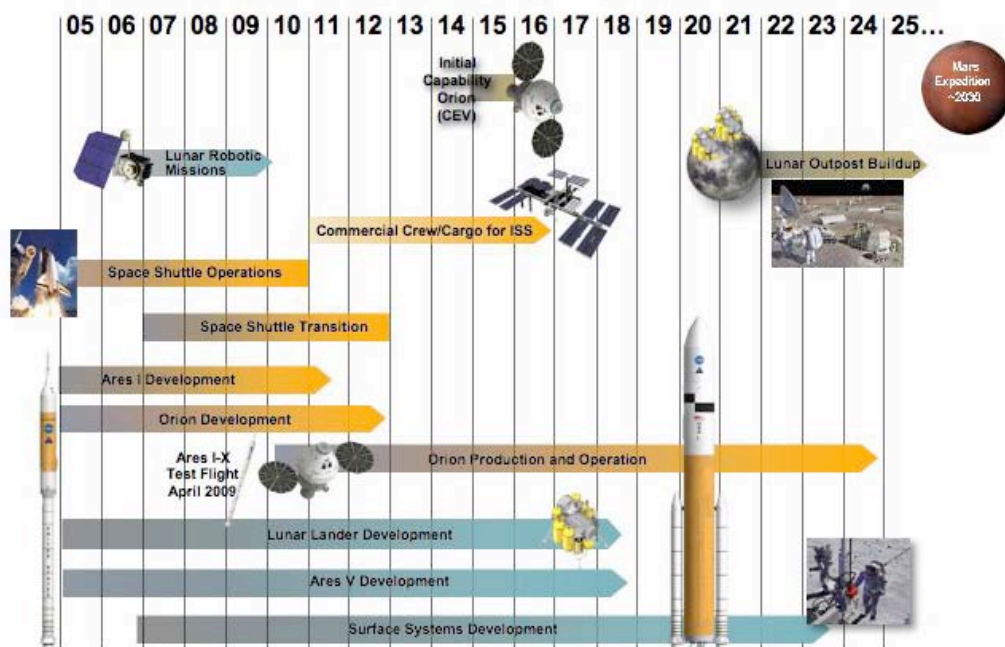 05 06 07 08 09 10 11 12 13 14 15 16 17 18 19 20 21 22 23 24 25...
Initial
Capability
Orion
(CEV)
Mars
Expedition
~2030
Lunar Robotic
Missions
Lunar Outpost Buildup
Commercial Crew/Cargo for ISS
Space Shuttle Operations
Space Shuttle Transition
Ares I Development
Orion Development
Ares I-X
Test Flight
April 2009
Orion Production and Operation
Lunar Lander Development
Ares V Development
Surface Systems Development